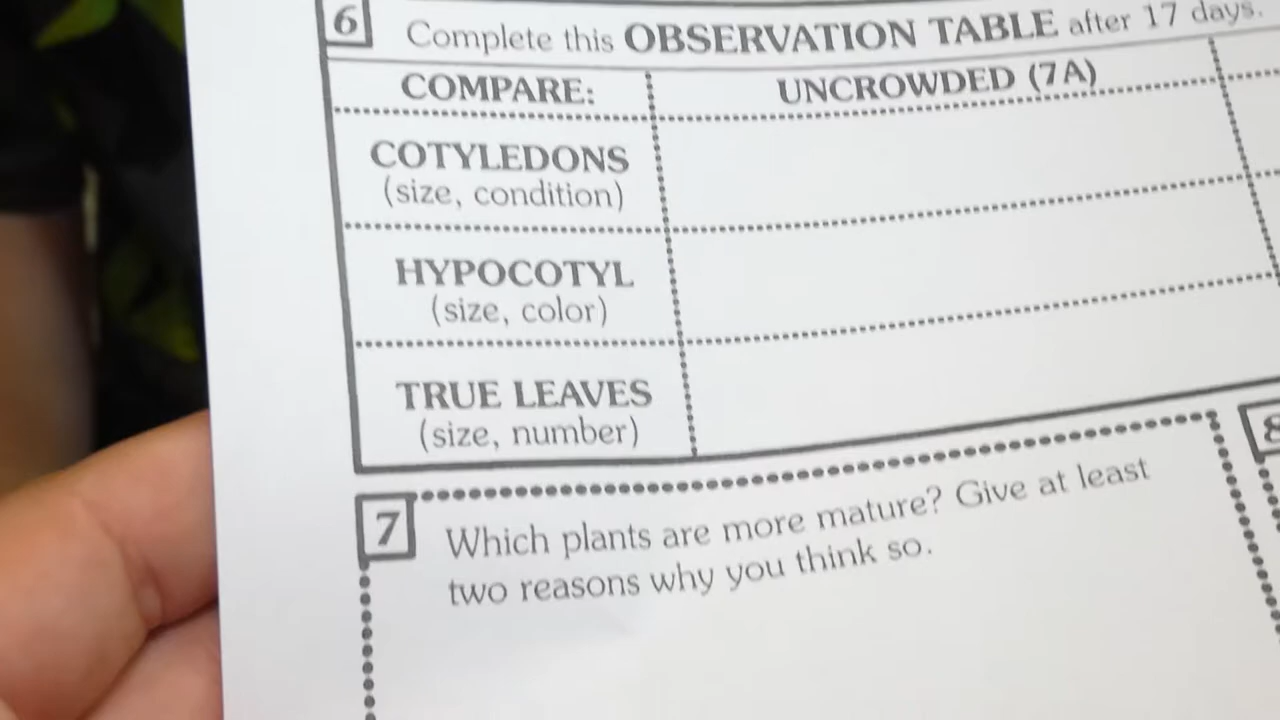 6 Complete this OBSERVATION TABLE after 17 days.
COMPARE: UNCROWDED (7A)
COTYLEDONS
(size, condition)
HYPOCOTYL
(size, color)
TRUE LEAVES
(size, number)
7 Which plants are more mature? Give at least
two reasons why you think so.
8